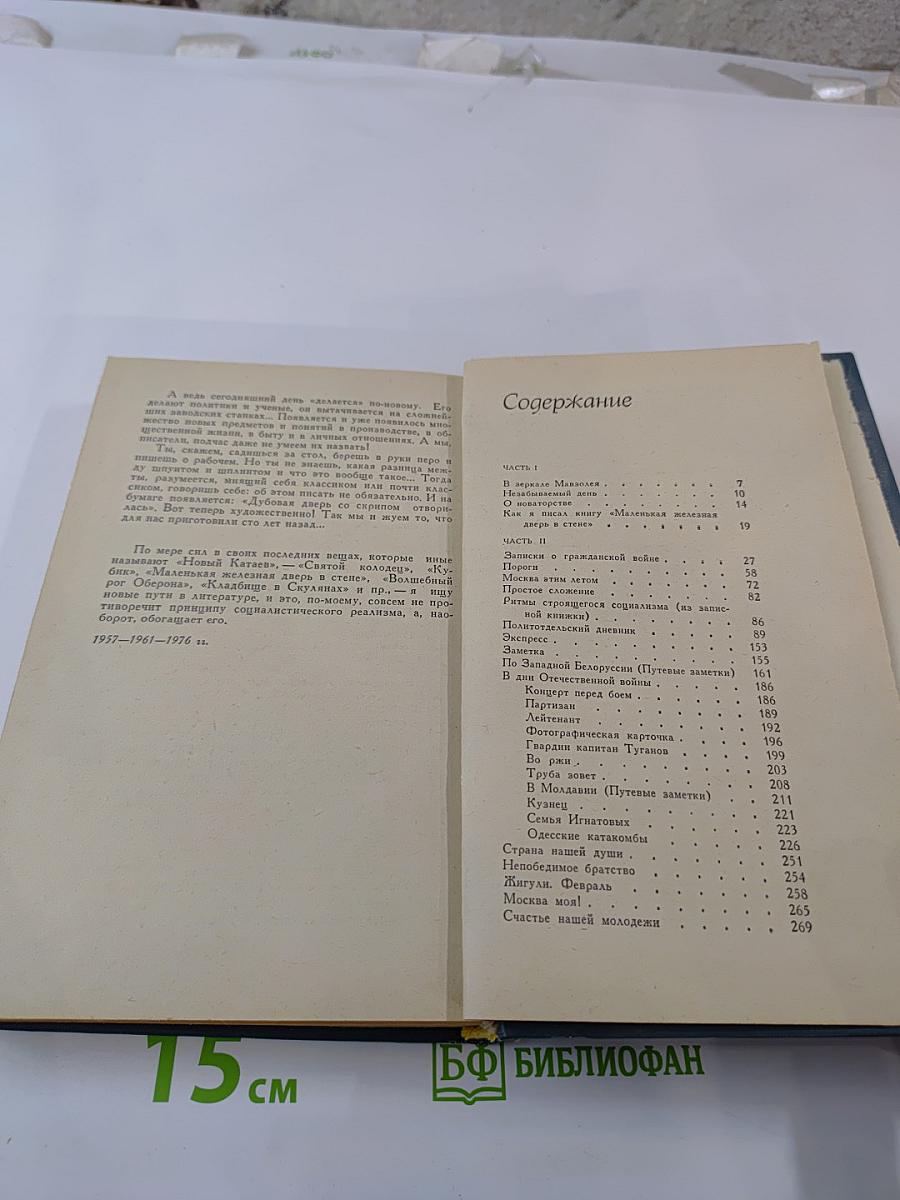 А ведь сегодняшний день «делается» по-новому. Его
делают политики и ученые, он вытачивается на сложней-
ших заводских станках... Появляется и уже появилось мно-
жество новых предметов и понятий в производстве, в об-
щественной жизни, в быту и в личных отношениях. А мы,
писатели, подчас даже не умеем их назвать!
Ты, скажем, садишься за стол, берешь в руки перо и
пишешь о рабочем. Но ты не знаешь, какая разница меж-
ду шпунтом и шплинтом и что это вообще такое... Тогда
ты, разумеется, мнящий себя классиком или почти клас-
сиком, говоришь себе: об этом писать не обязательно. И на
бумаге появляется: «Дубовая дверь со скрипом отвори-
лась». Вот теперь художественно! Так мы и жуем то, что
для нас приготовили сто лет назад...
По мере сил в своих последних вещах, которые иные
называют «Новый Катаев», — «Святой колодец», «Ку-
бик», «Маленькая железная дверь в стене», «Волшебный
рог Оберона», «Кладбище в Скулянах» и пр., — я ищу
новые пути в литературе, и это, по-моему, совсем не про-
тиворечит принципу социалистического реализма, а, нао-
борот, обогащает его.
1957—1961—1976 гг.
Содержание
ЧАСТЬ I
В зеркале Мавзолея . . . . . . . 7
Незабываемый день . . . . . . . 10
О новаторстве . . . . . . . . 14
Как я писал книгу «Маленькая железная
дверь в стене» . . . . . . . 19
ЧАСТЬ II
Записки о гражданской войне . . . . 27
Пороги . . . . . . . . . 58
Москва этим летом . . . . . . . 72
Простое сложение . . . . . . . 82
Ритмы строящегося социализма (из запис-
ной книжки) . . . . . . . . 86
Политотдельский дневник . . . . . 89
Экспресс . . . . . . . . . 153
Заметка . . . . . . . . . 155
По Западной Белоруссии (Путевые заметки) 161
В дни Отечественной войны . . . . . 186
Концерт перед боем . . . . . . 186
Партизан . . . . . . . . 189
Лейтенант . . . . . . . . 192
Фотографическая карточка . . . . . 196
Гвардии капитан Туганов . . . . . 199
Во ржи . . . . . . . . . 203
Труба зовет . . . . . . . . 208
В Молдавии (Путевые заметки) . . 211
Кузнец . . . . . . . . . 221
Семья Игнатовых . . . . . . . 223
Одесские катакомбы . . . . . . 226
Страна нашей души . . . . . . . 251
Непобедимое братство . . . . . . 254
Жигули. Февраль . . . . . . . 258
Москва моя! . . . . . . . . 265
Счастье нашей молодежи . . . . . 269
15 см
БФ БИБЛИОФАН